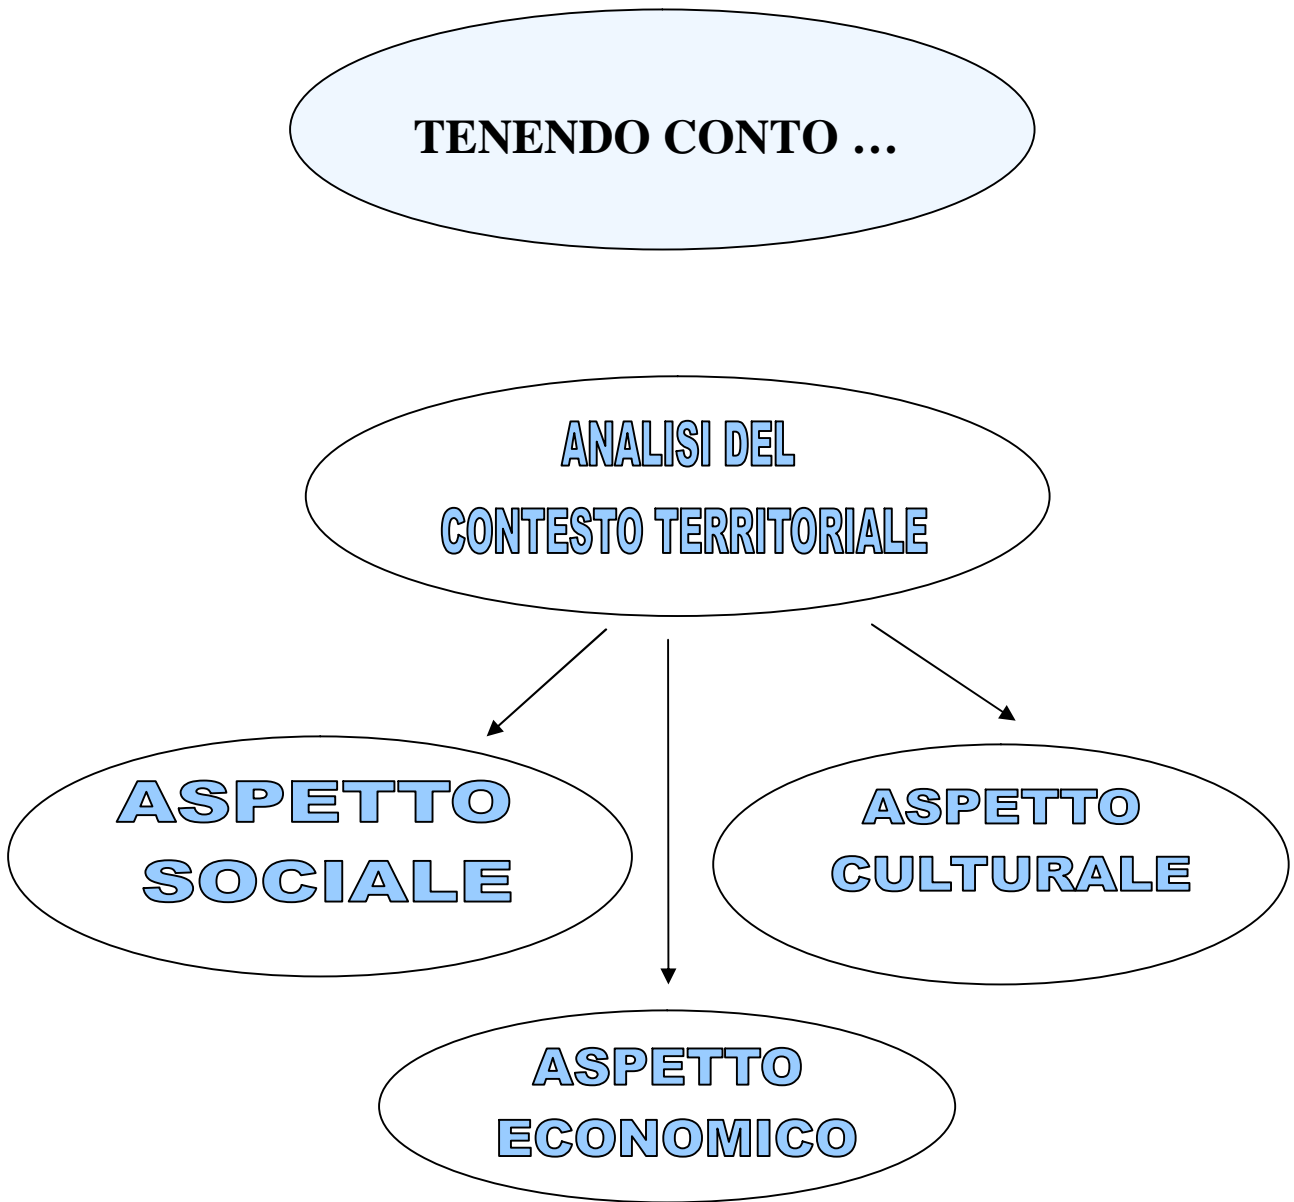 TENENDO CONTO …
ANALISI DEL
CONTESTO TERRITORIALE
ASPETTO
SOCIALE
ASPETTO
CULTURALE
ASPETTO
ECONOMICO